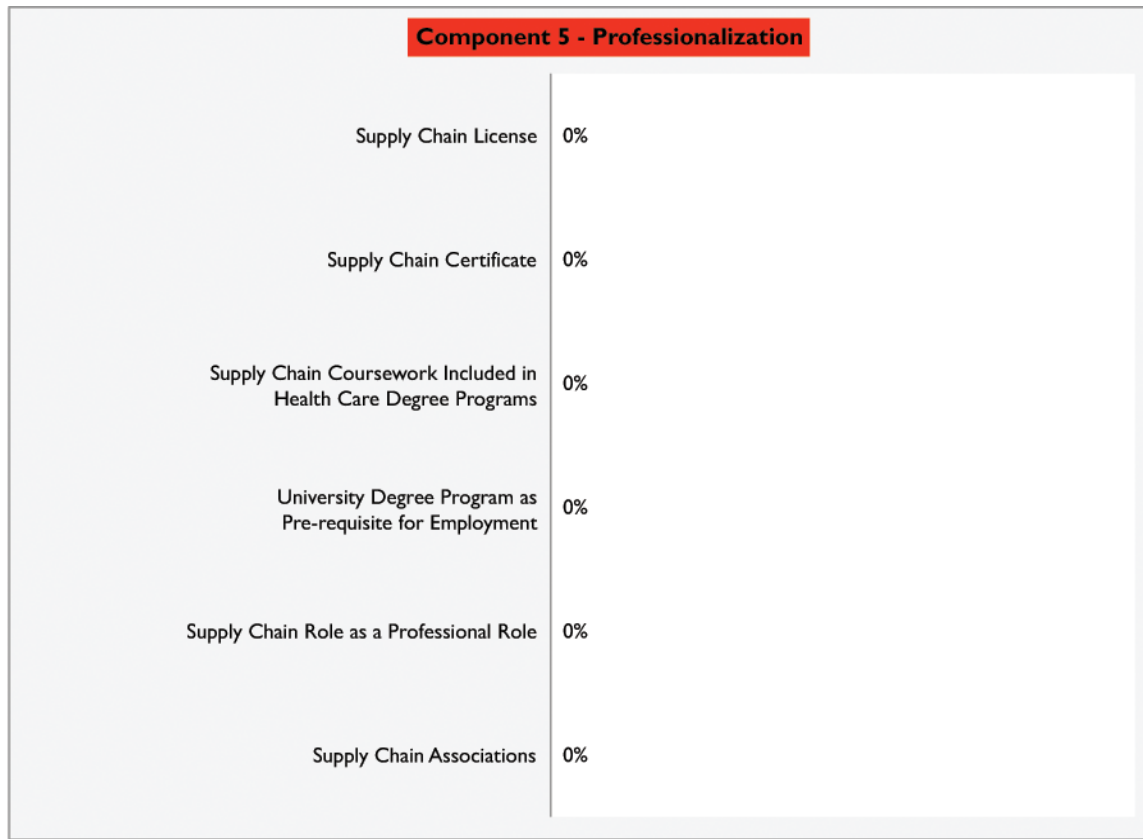 Component 5 - Professionalization
Supply Chain License 0%
Supply Chain Certificate 0%
Supply Chain Coursework Included in
Health Care Degree Programs 0%
University Degree Program as
Pre-requisite for Employment 0%
Supply Chain Role as a Professional Role 0%
Supply Chain Associations 0%